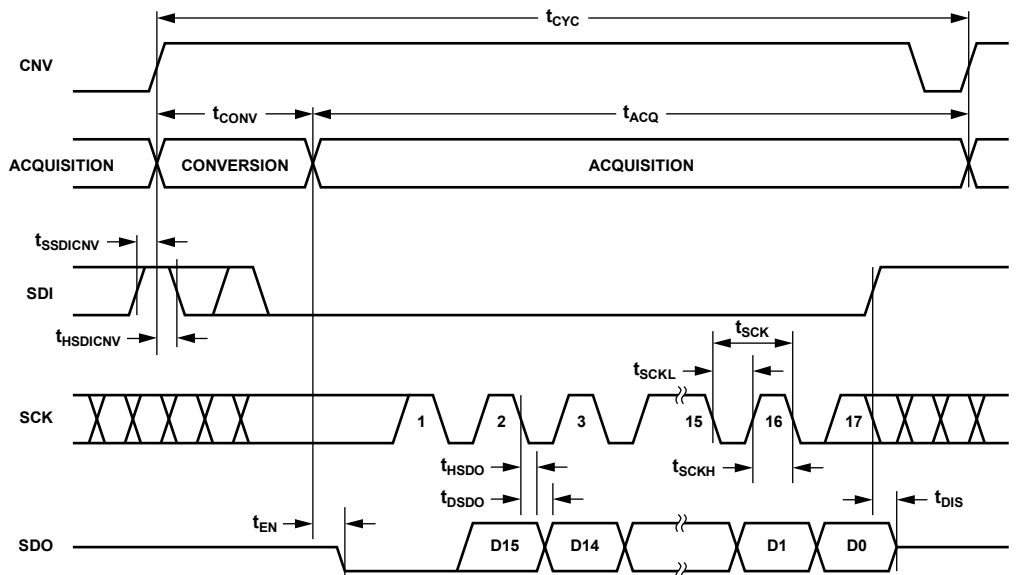 tCYC
CNV
tCONV
tACQ
ACQUISITION
CONVERSION
ACQUISITION
tSSDICNV
SDI
tHSDICNV
tSCK
tSCKL
SCK
1
2
3
15
16
17
tHSDO
tSCKH
tDSDO
tDIS
tEN
SDO
D15
D14
D1
D0